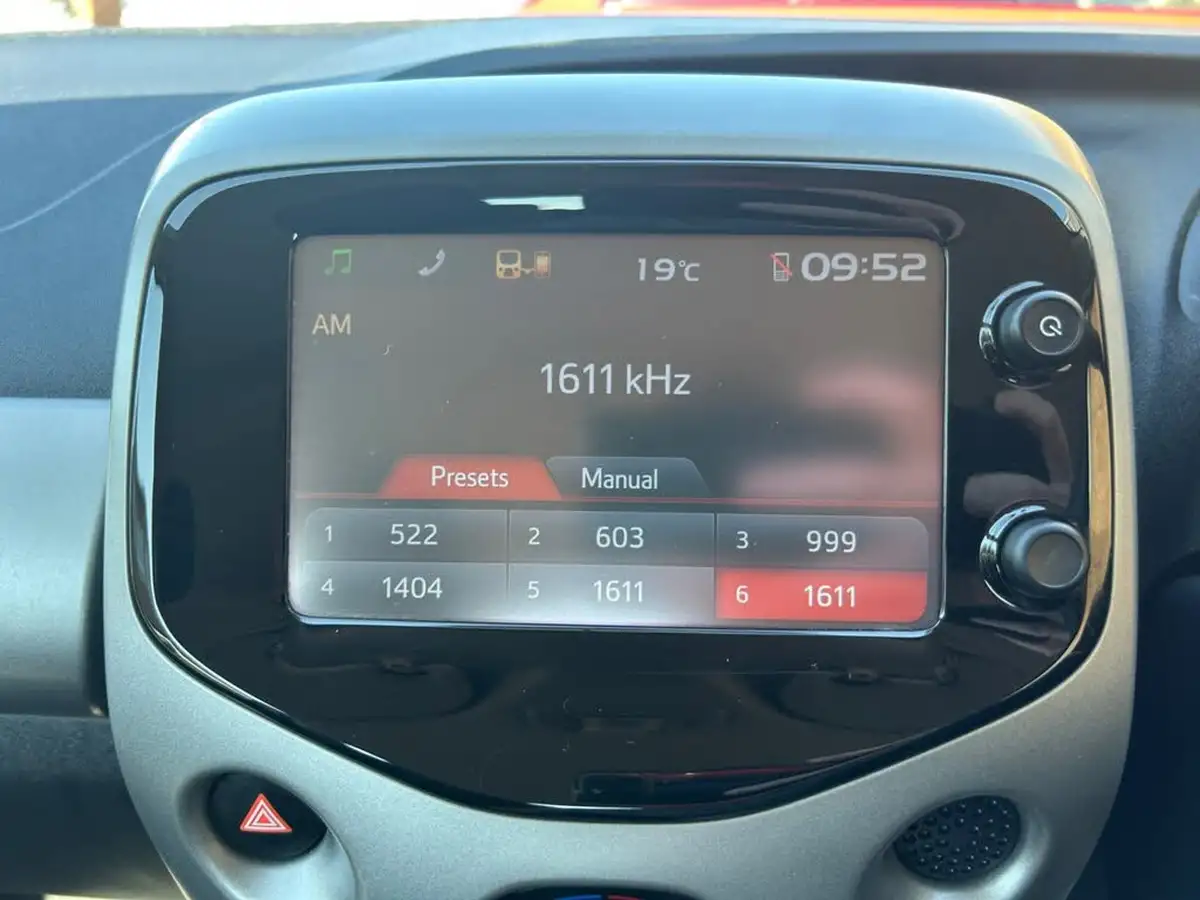 19°C 09:52
AM
1611 kHz
Presets Manual
1 522 2 603 3 999
4 1404 5 1611 6 1611